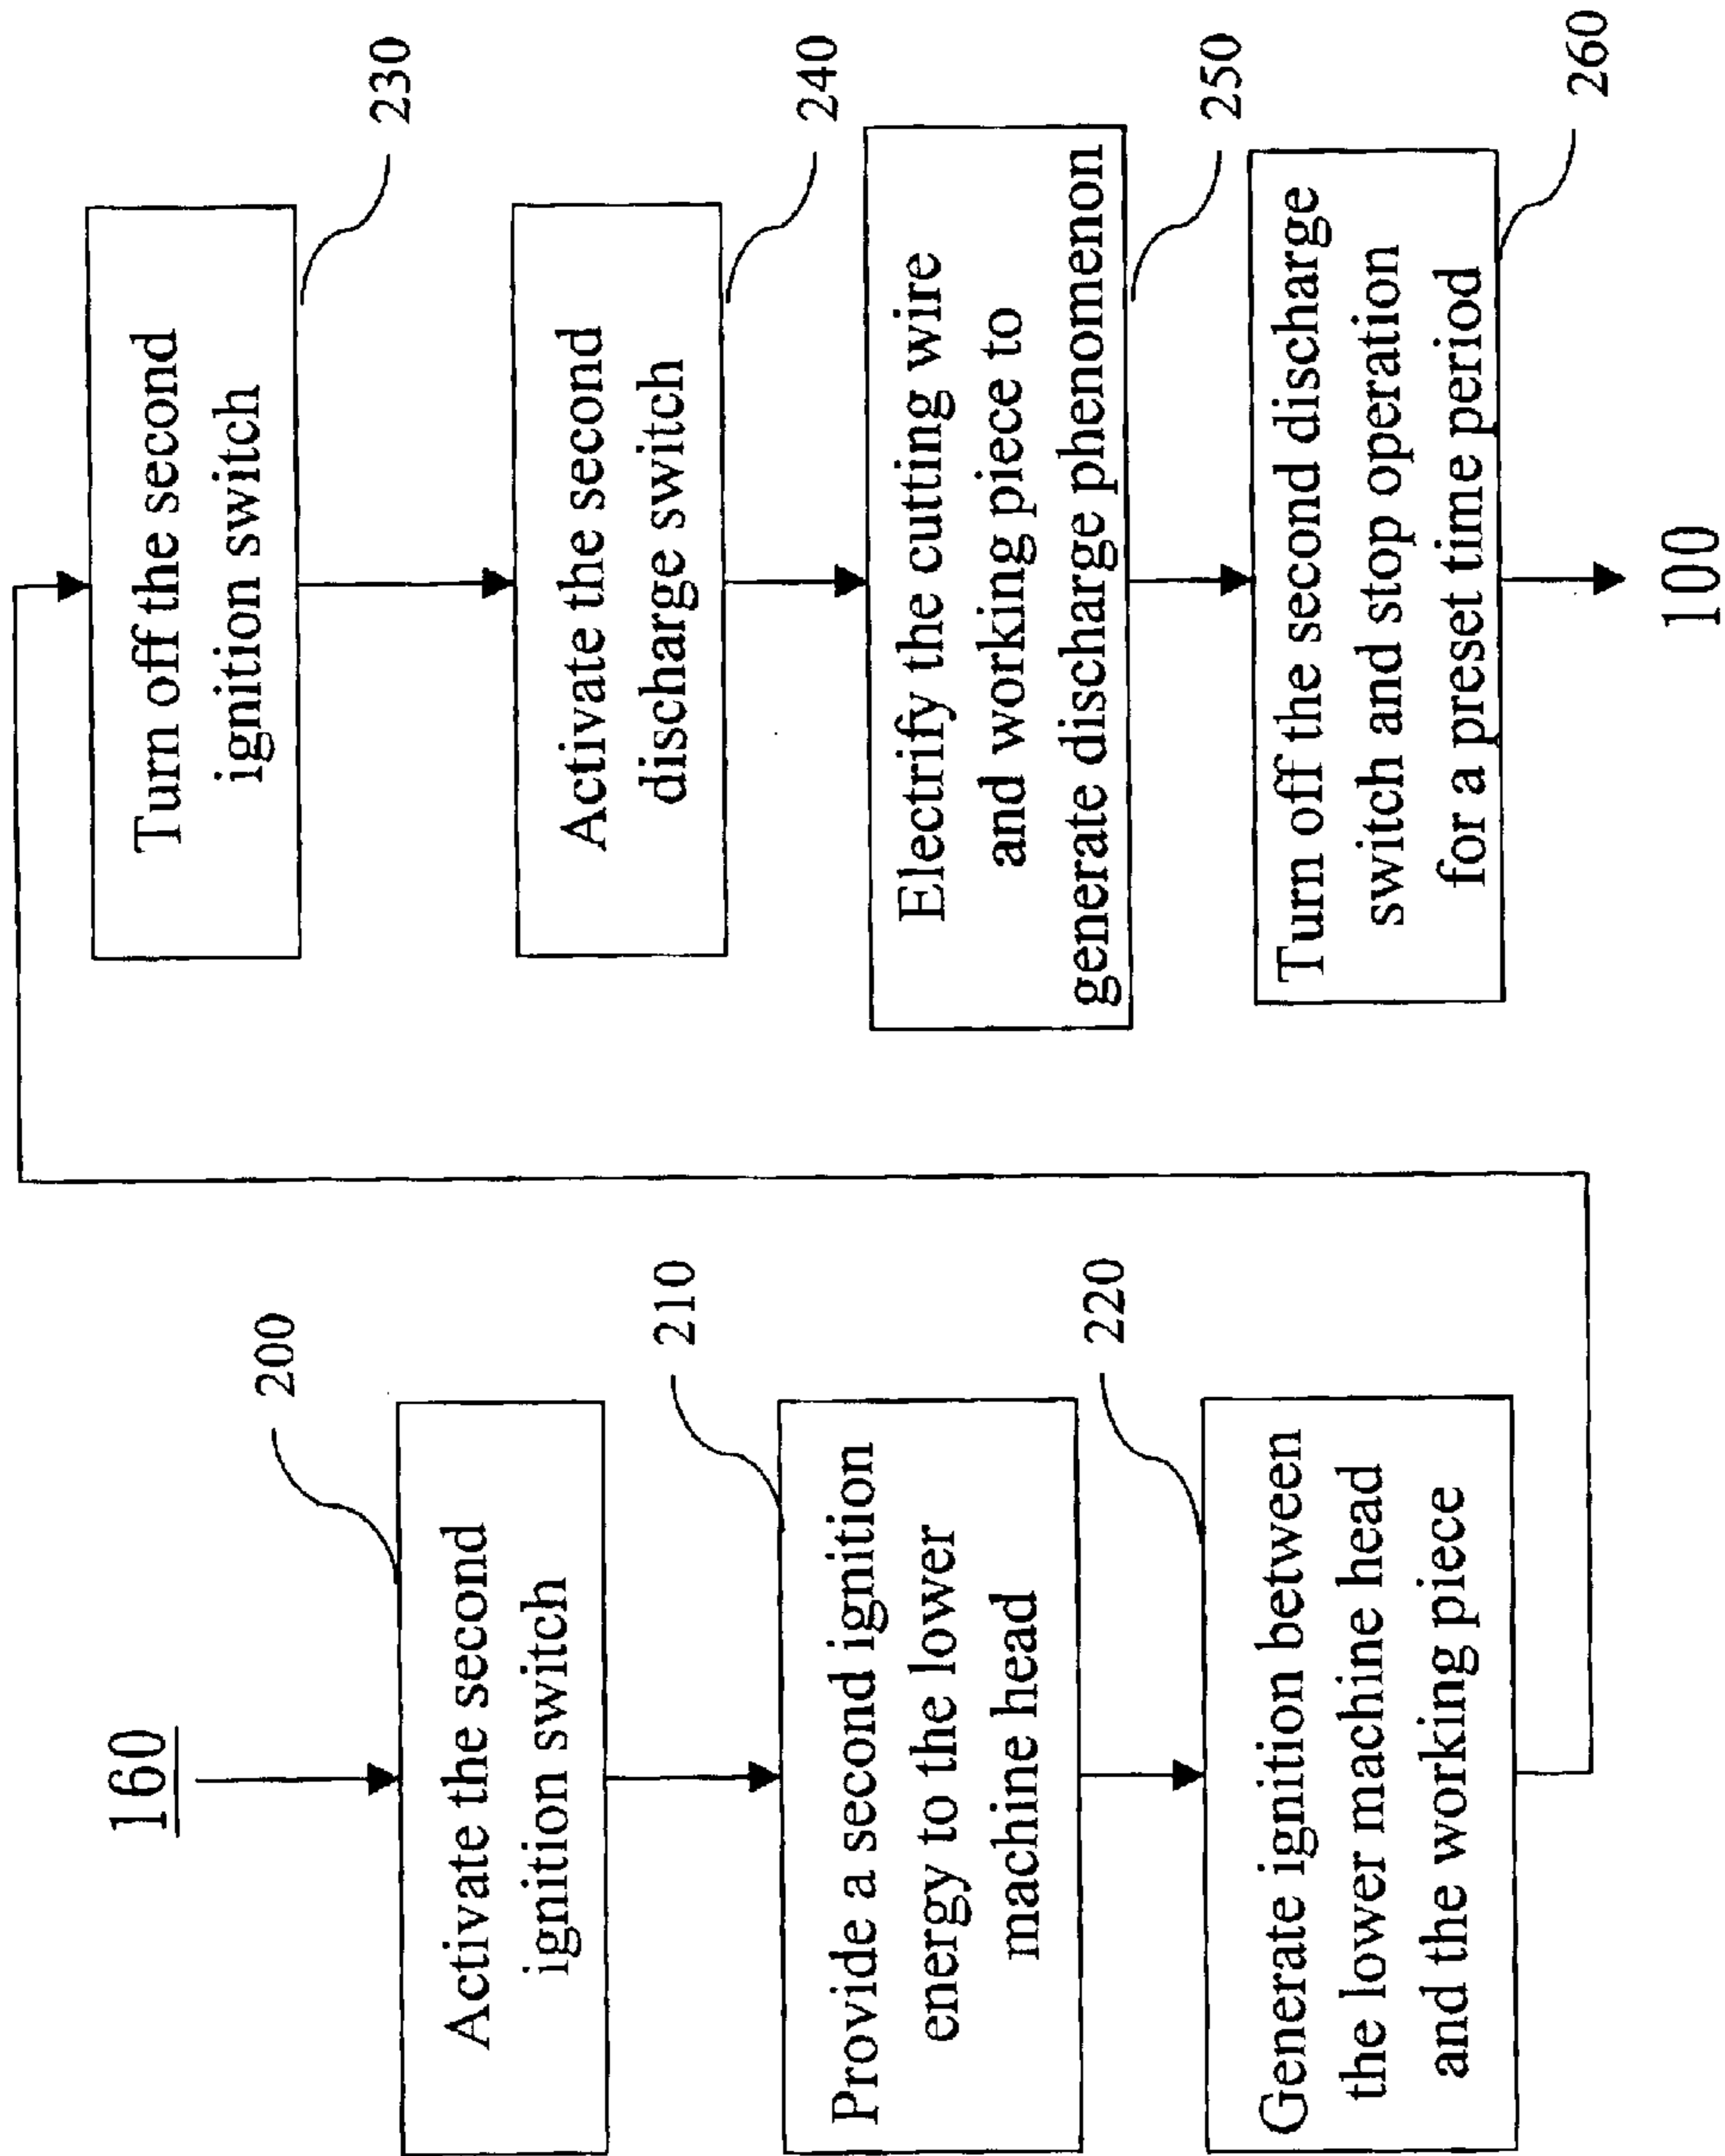 160
200
Activate the second
ignition switch
210
Provide a second ignition
energy to the lower
machine head
220
Generate ignition between
the lower machine head
and the working piece
Turn off the second
ignition switch
230
Activate the second
discharge switch
240
Electrify the cutting wire
and working piece to
generate discharge phenomenon
250
Turn off the second discharge
switch and stop operation
for a preset time period
260
100